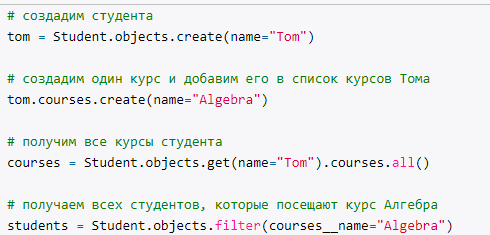 # создадим студента
tom = Student.objects.create(name="Tom")
# создадим один курс и добавим его в список курсов Тома
tom.courses.create(name="Algebra")
# получим все курсы студента
courses = Student.objects.get(name="Tom").courses.all()
# получаем всех студентов, которые посещают курс Алгебра
students = Student.objects.filter(courses__name="Algebra")